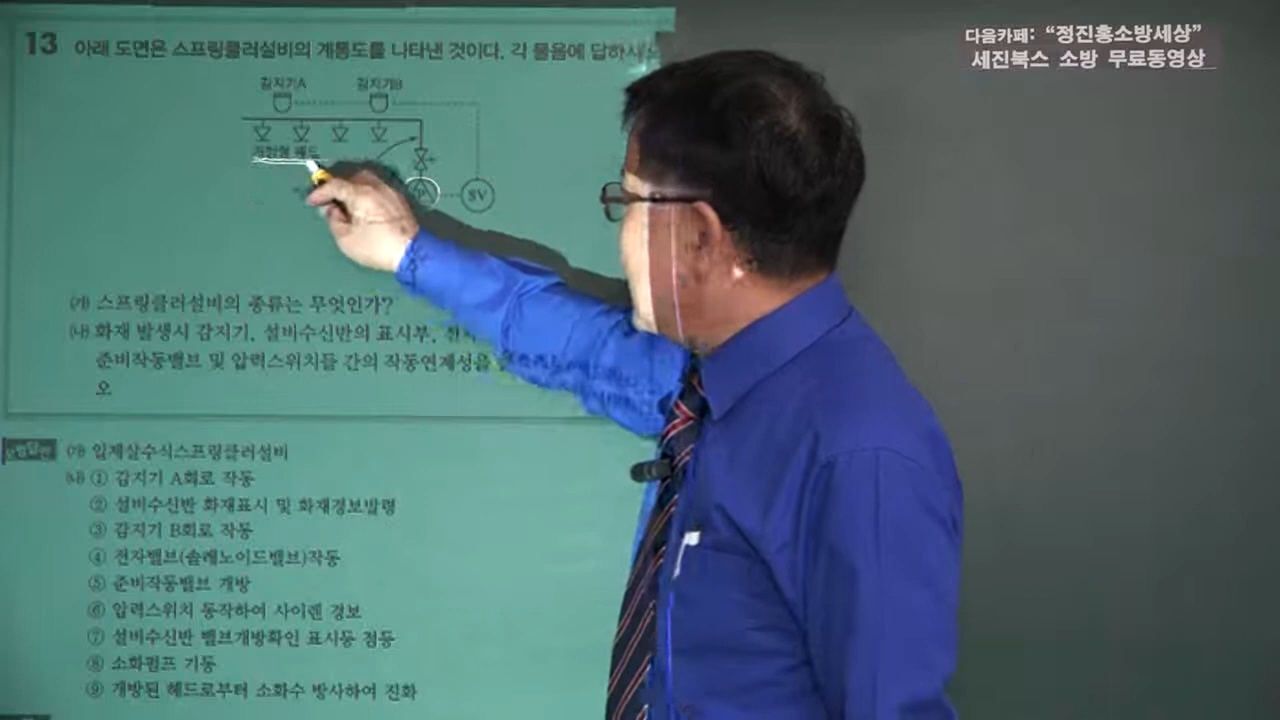 다음카페: “정진홍소방세상”
세진북스 소방 무료동영상
13 아래 도면은 스프링클러설비의 계통도를 나타낸 것이다. 각 물음에 답하시오
감지기A 감지기B
개방형 헤드
SV
(가) 스프링클러설비의 종류는 무엇인가?
(나) 화재 발생시 감지기, 설비수신반의 표시부,
준비작동밸브 및 압력스위치들 간의 작동연계성을
오
(가) 일제살수식스프링클러설비
(나) ① 감지기 A회로 작동
② 설비수신반 화재표시 및 화재경보발령
③ 감지기 B회로 작동
④ 전자밸브(솔레노이드밸브)작동
⑤ 준비작동밸브 개방
⑥ 압력스위치 동작하여 사이렌 경보
⑦ 설비수신반 밸브개방확인 표시등 점등
⑧ 소화펌프 기동
⑨ 개방된 헤드로부터 소화수 방사하여 진화